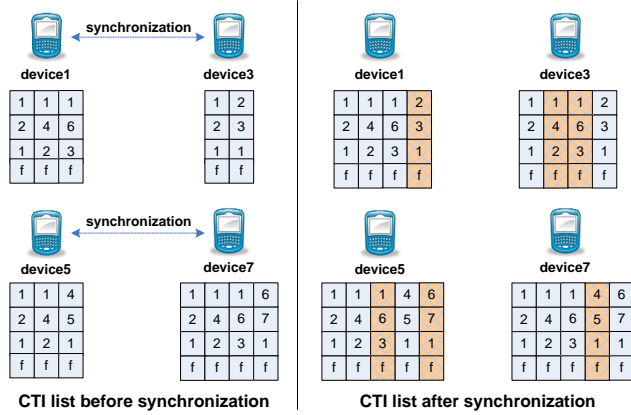 synchronization
device1 device3
1 1 1
2 4 6
1 2 3
f f f
1 2
2 3
1 1
f f
synchronization
device5 device7
1 1 4
2 4 5
1 2 1
f f f
1 1 1 6
2 4 6 7
1 2 3 1
f f f f
CTI list before synchronization
device1 device3
1 1 1 2
2 4 6 3
1 2 3 1
f f f f
1 1 1 2
2 4 6 3
1 2 3 1
f f f f
device5 device7
1 1 1 4 6
2 4 6 5 7
1 2 3 1 1
f f f f f
1 1 1 4 6
2 4 6 5 7
1 2 3 1 1
f f f f f
CTI list after synchronization